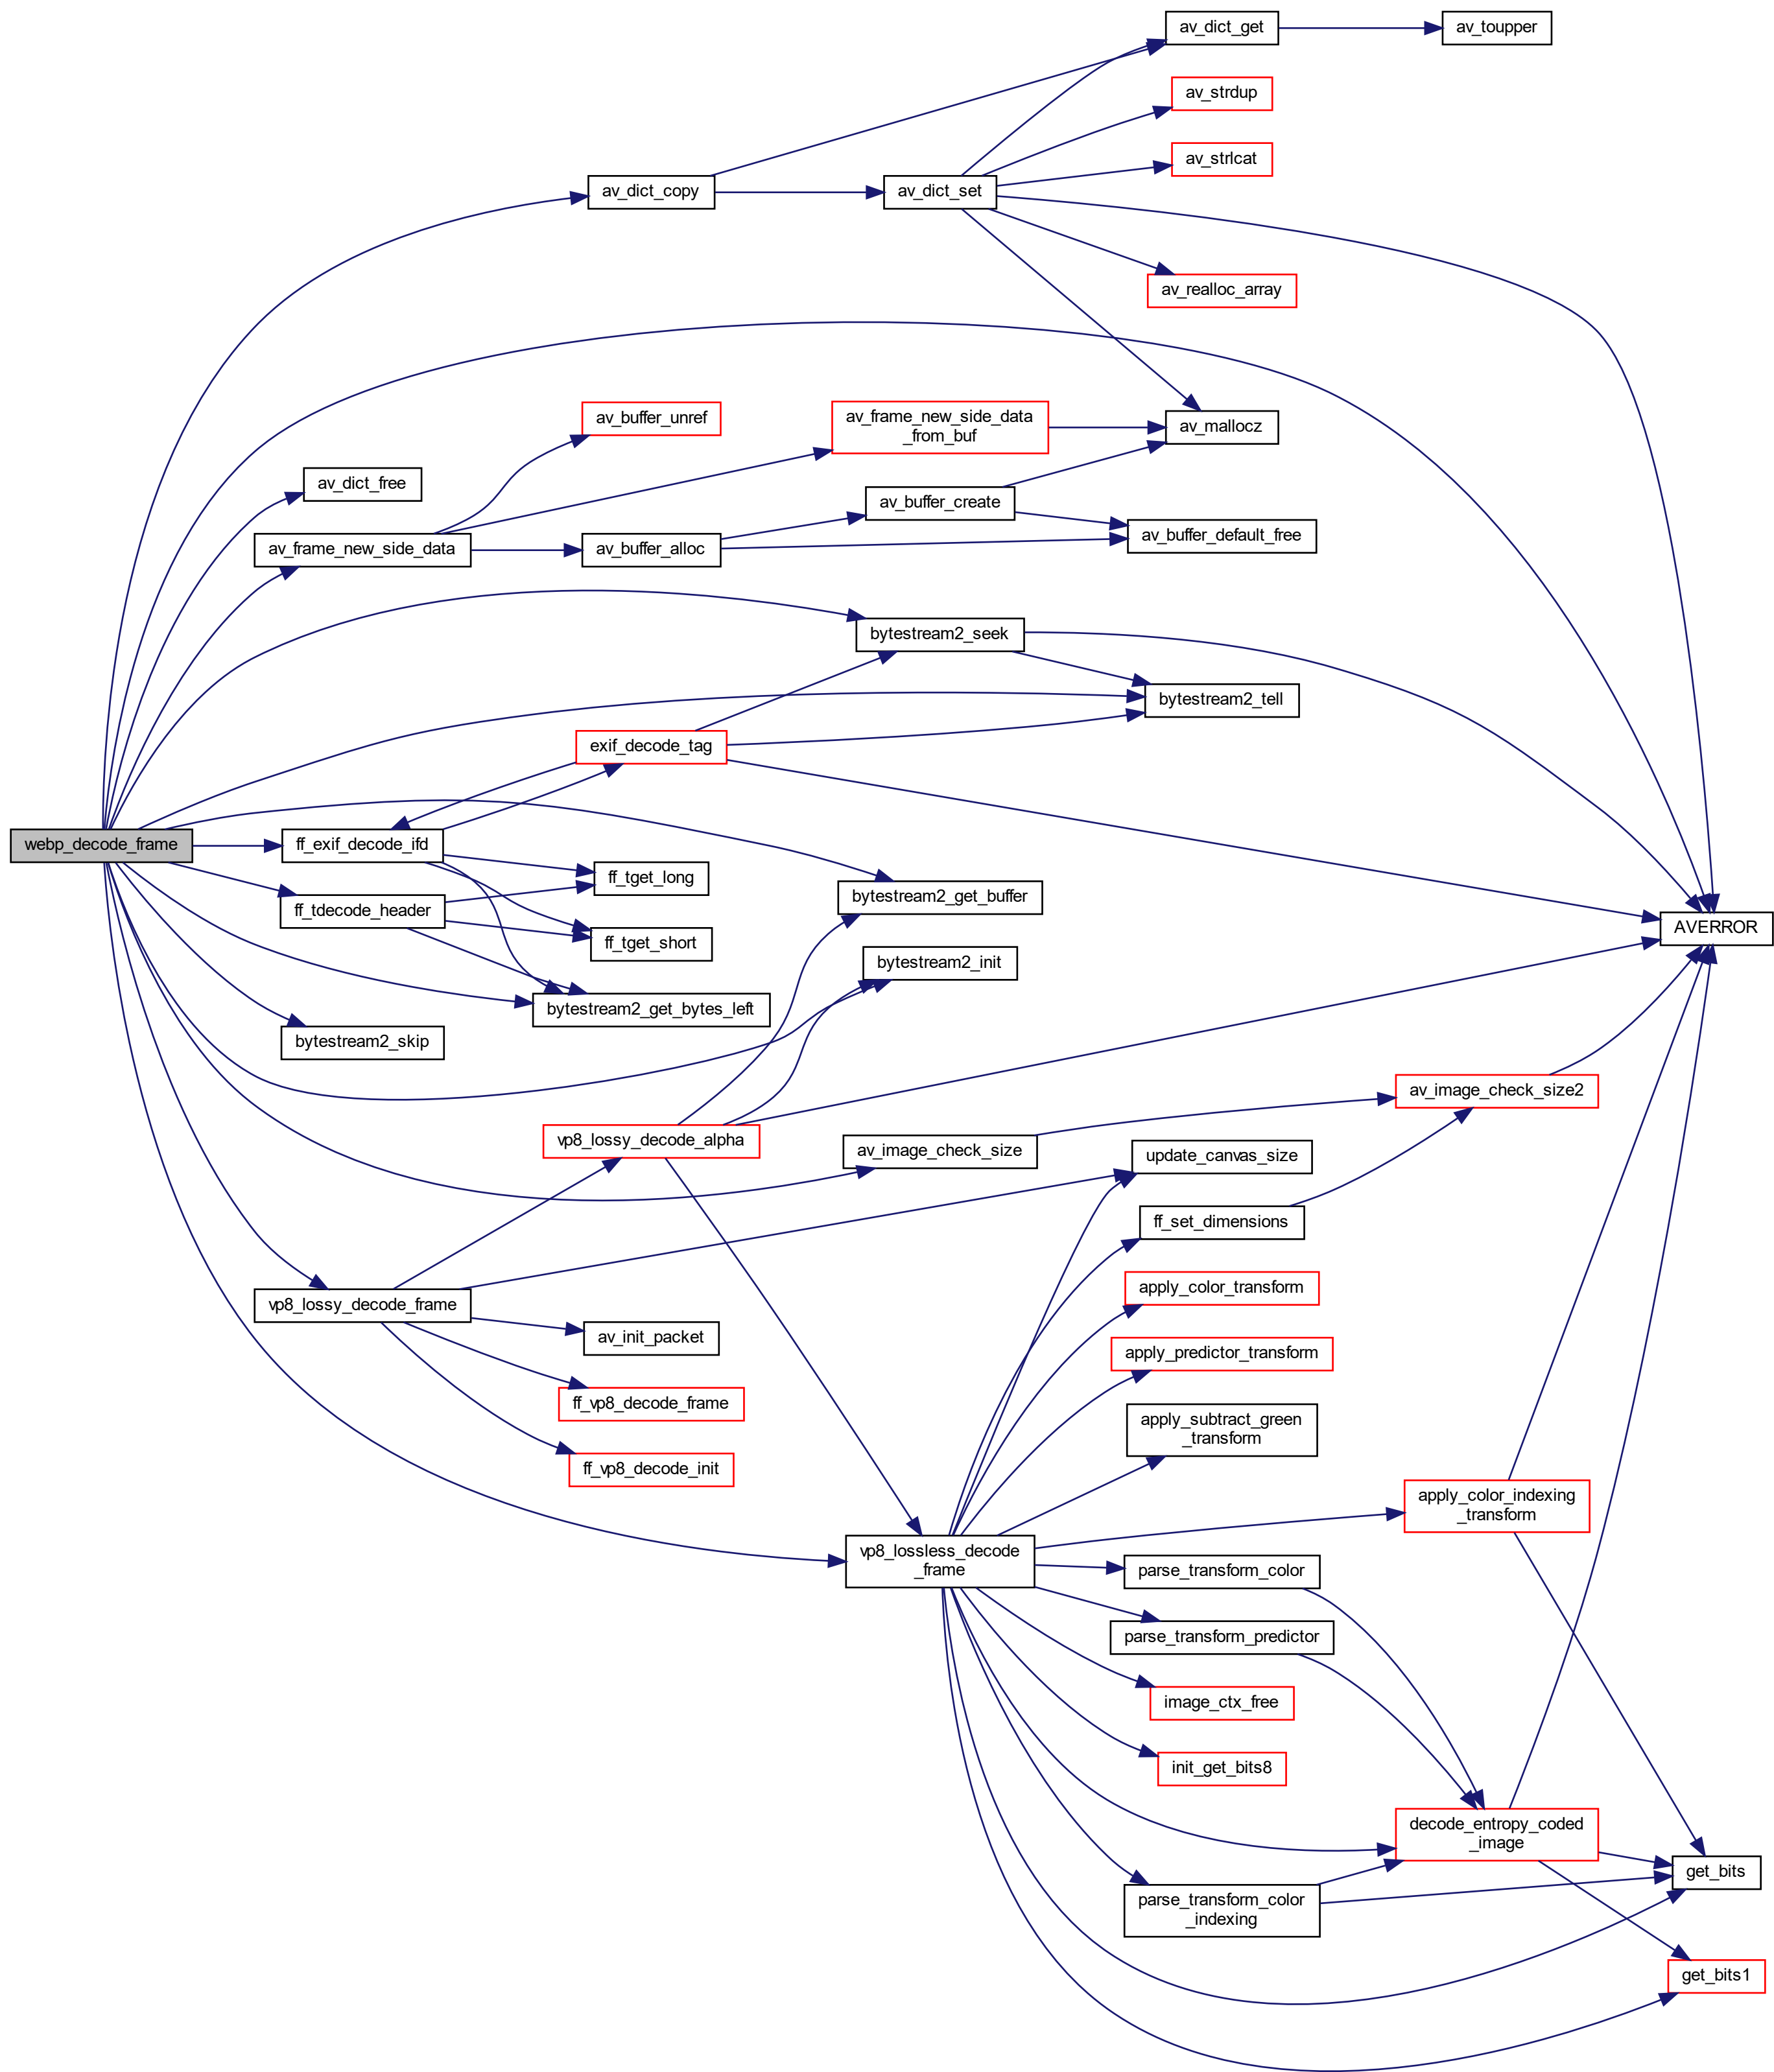 av_dict_get
av_toupper
av_strdup
av_strlcat
av_dict_copy
av_dict_set
av_realloc_array
av_buffer_unref
av_frame_new_side_data
_from_buf
av_mallocz
av_dict_free
av_buffer_create
av_buffer_default_free
av_frame_new_side_data
av_buffer_alloc
bytestream2_seek
bytestream2_tell
exif_decode_tag
webp_decode_frame
ff_exif_decode_ifd
ff_tget_long
bytestream2_get_buffer
ff_tdecode_header
AVERROR
ff_tget_short
bytestream2_init
bytestream2_get_bytes_left
bytestream2_skip
av_image_check_size2
vp8_lossy_decode_alpha
av_image_check_size
update_canvas_size
ff_set_dimensions
apply_color_transform
vp8_lossy_decode_frame
av_init_packet
apply_predictor_transform
ff_vp8_decode_frame
apply_subtract_green
_transform
ff_vp8_decode_init
apply_color_indexing
_transform
vp8_lossless_decode
_frame
parse_transform_color
parse_transform_predictor
image_ctx_free
init_get_bits8
decode_entropy_coded
_image
get_bits
parse_transform_color
_indexing
get_bits1